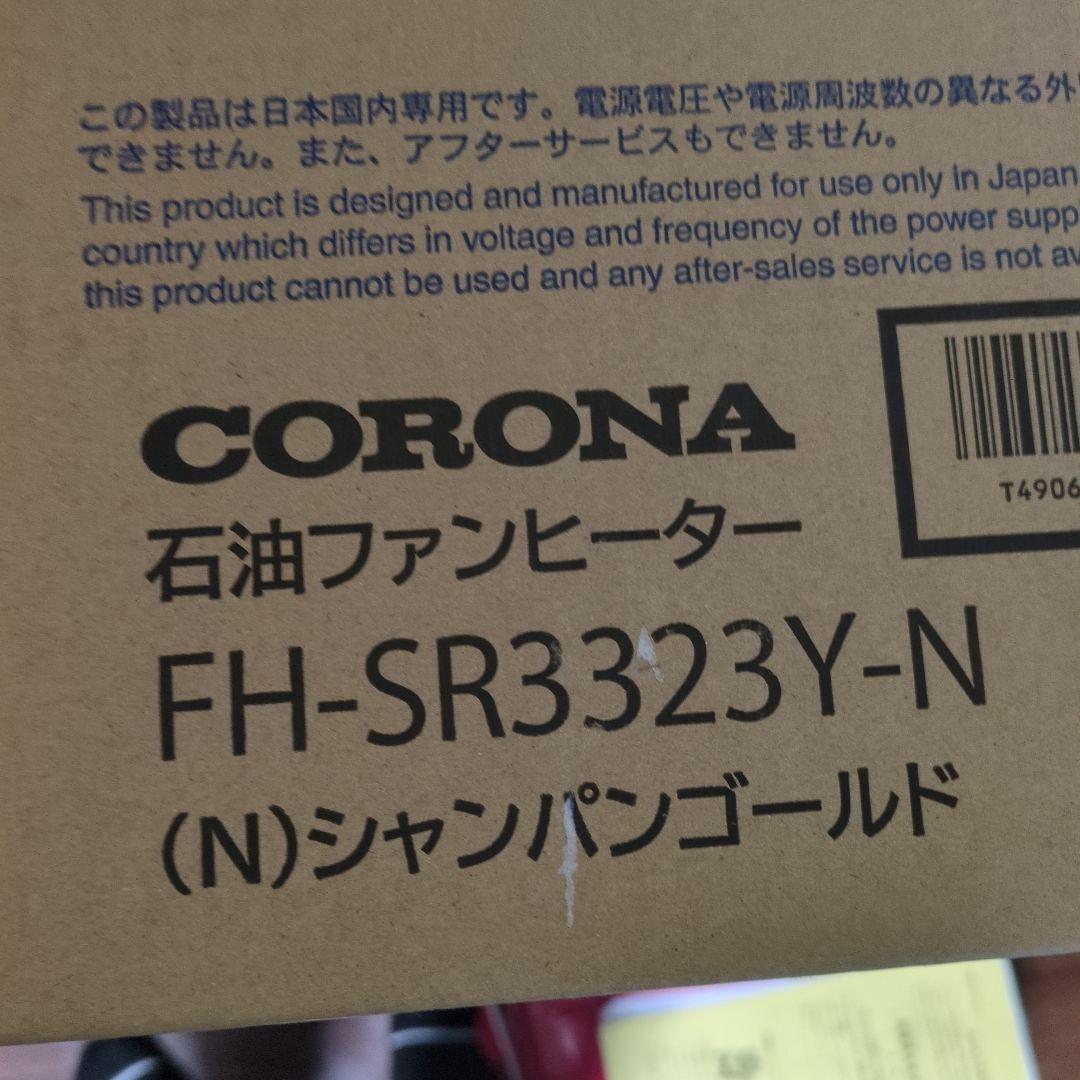 この製品は日本国内専用です。電源電圧や電源周波数の異なる外
できません。また、アフターサービスもできません。
This product is designed and manufactured for use only in Japan
country which differs in voltage and frequency of the power supp
this product cannot be used and any after-sales service is not av
CORONA
T4906
石油ファンヒーター
FH-SR3323Y-N
(N)シャンパンゴールド